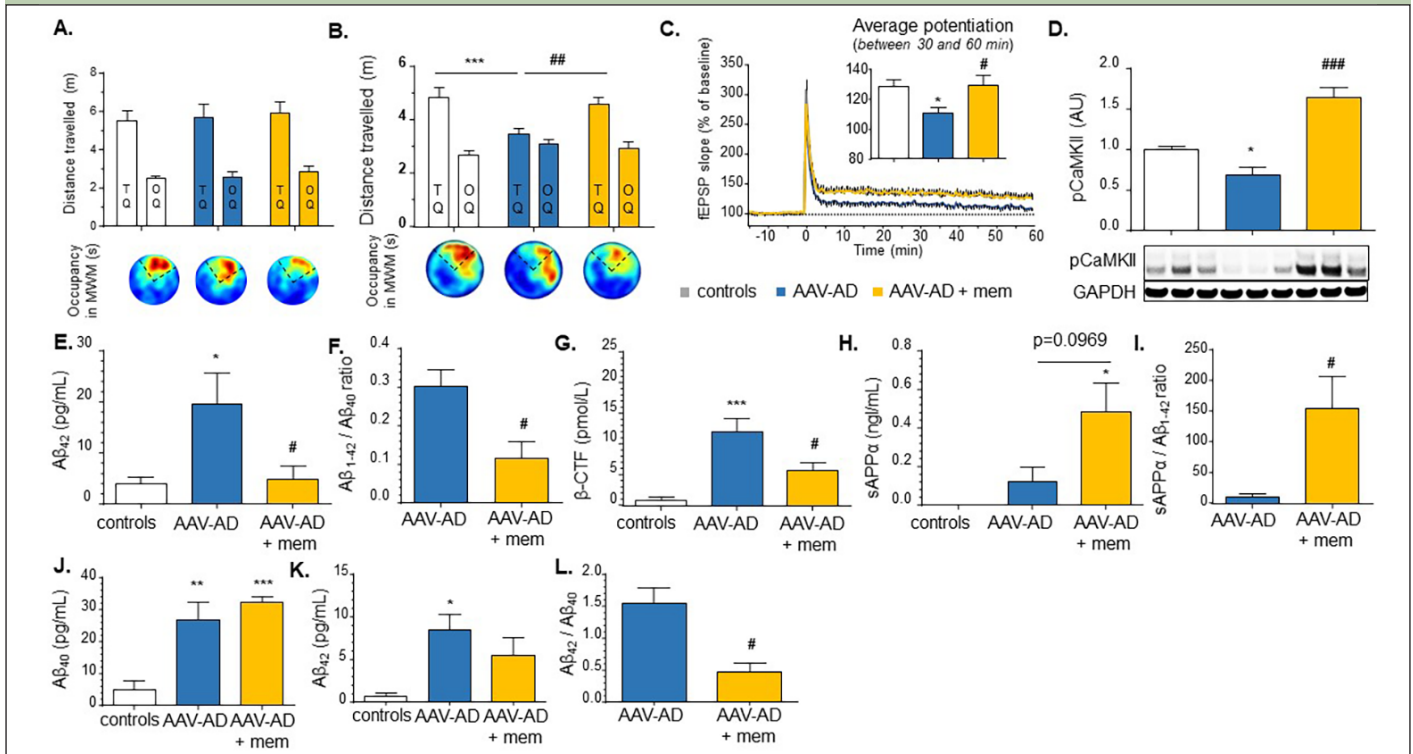 A.
Distance travelled (m)
8
6
4
2
0
T
Q
O
Q
T
Q
O
Q
T
Q
O
Q
Occupancy
in MWM (s)
B.
Distance travelled (m)
6
4
2
0
***
##
T
Q
O
Q
T
Q
O
Q
T
Q
O
Q
Occupancy
in MWM (s)
C.
Average potentiation
(between 30 and 60 min)
fEPSP slope (% of baseline)
350
300
250
200
150
100
140
120
100
80
*
#
-10 0 10 20 30 40 50 60
Time (min)
controls AAV-AD AAV-AD + mem
D.
pCaMKII (AU)
2.0
1.5
1.0
0.5
0.0
*
###
pCaMKII
GAPDH
E.
Aβ42 (pg/mL)
30
20
10
0
*
#
controls AAV-AD AAV-AD
+ mem
F.
Aβ1-42 / Aβ40 ratio
0.4
0.3
0.2
0.1
0.0
#
AAV-AD AAV-AD
+ mem
G.
β-CTF (pmol/L)
25
20
15
10
5
0
***
#
controls AAV-AD AAV-AD
+ mem
H.
sAPPα (ngl/mL)
0.8
0.6
0.4
0.2
0.0
p=0.0969
*
controls AAV-AD AAV-AD
+ mem
I.
sAPPα / Aβ1-42 ratio
250
200
150
100
50
0
#
AAV-AD AAV-AD
+ mem
J.
Aβ40 (pg/mL)
40
30
20
10
0
**
***
controls AAV-AD AAV-AD
+ mem
K.
Aβ42 (pg/mL)
15
10
5
0
*
controls AAV-AD AAV-AD
+ mem
L.
Aβ42 / Aβ40
2.0
1.5
1.0
0.5
0.0
#
AAV-AD AAV-AD
+ mem